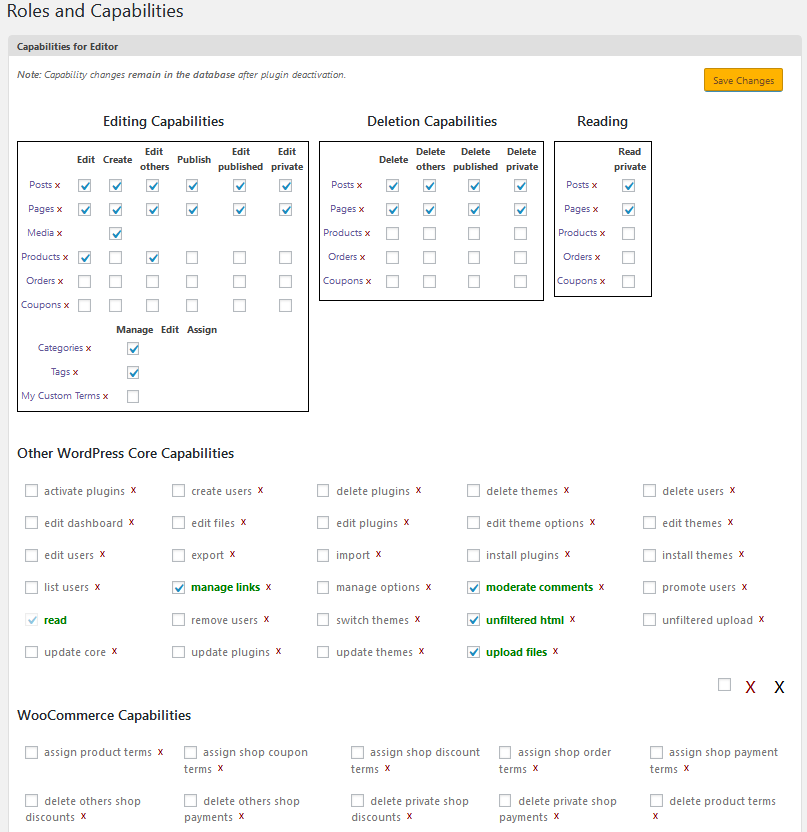 Roles and Capabilities
Capabilities for Editor
Note: Capability changes remain in the database after plugin deactivation.
Save Changes
Editing Capabilities
Edit Create Edit others Publish Edit published Edit private
Posts x
Pages x
Media x
Products x
Orders x
Coupons x
Manage Edit Assign
Categories x
Tags x
My Custom Terms x
Deletion Capabilities
Delete Delete others Delete published Delete private
Posts x
Pages x
Products x
Orders x
Coupons x
Reading
Read private
Posts x
Pages x
Products x
Orders x
Coupons x
Other WordPress Core Capabilities
activate plugins x create users x delete plugins x delete themes x delete users x
edit dashboard x edit files x edit plugins x edit theme options x edit themes x
edit users x export x import x install plugins x install themes x
list users x manage links x manage options x moderate comments x promote users x
read remove users x switch themes x unfiltered html x unfiltered upload x
update core x update plugins x update themes x upload files x
X X
WooCommerce Capabilities
assign product terms x assign shop coupon assign shop discount assign shop order assign shop payment
terms x terms x terms x terms x
delete others shop delete others shop delete private shop delete private shop delete product terms
discounts x payments x discounts x payments x x